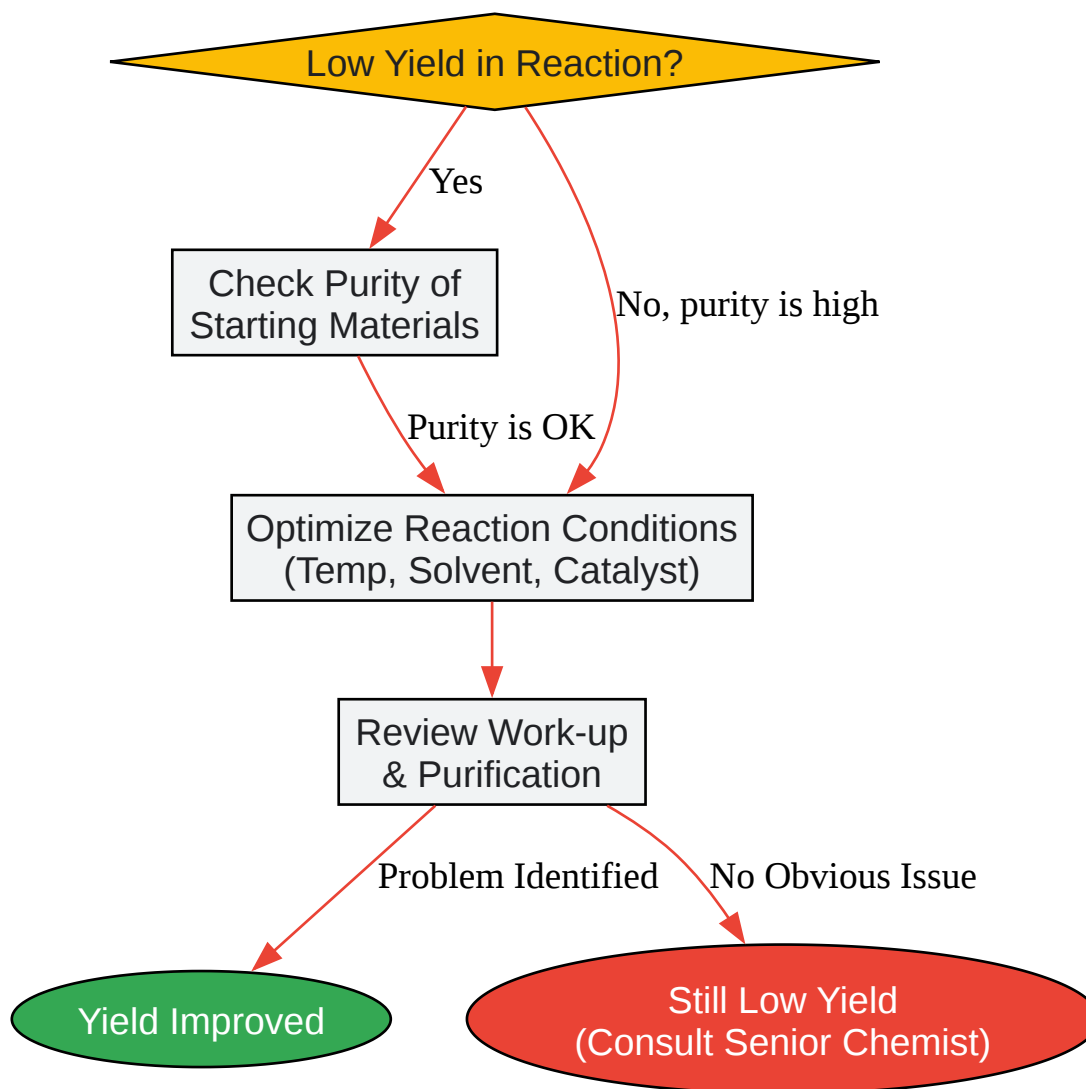 Low Yield in Reaction?
Yes
Check Purity of
Starting Materials
No, purity is high
Purity is OK
Optimize Reaction Conditions
(Temp, Solvent, Catalyst)
Review Work-up
& Purification
Problem Identified
No Obvious Issue
Yield Improved
Still Low Yield
(Consult Senior Chemist)